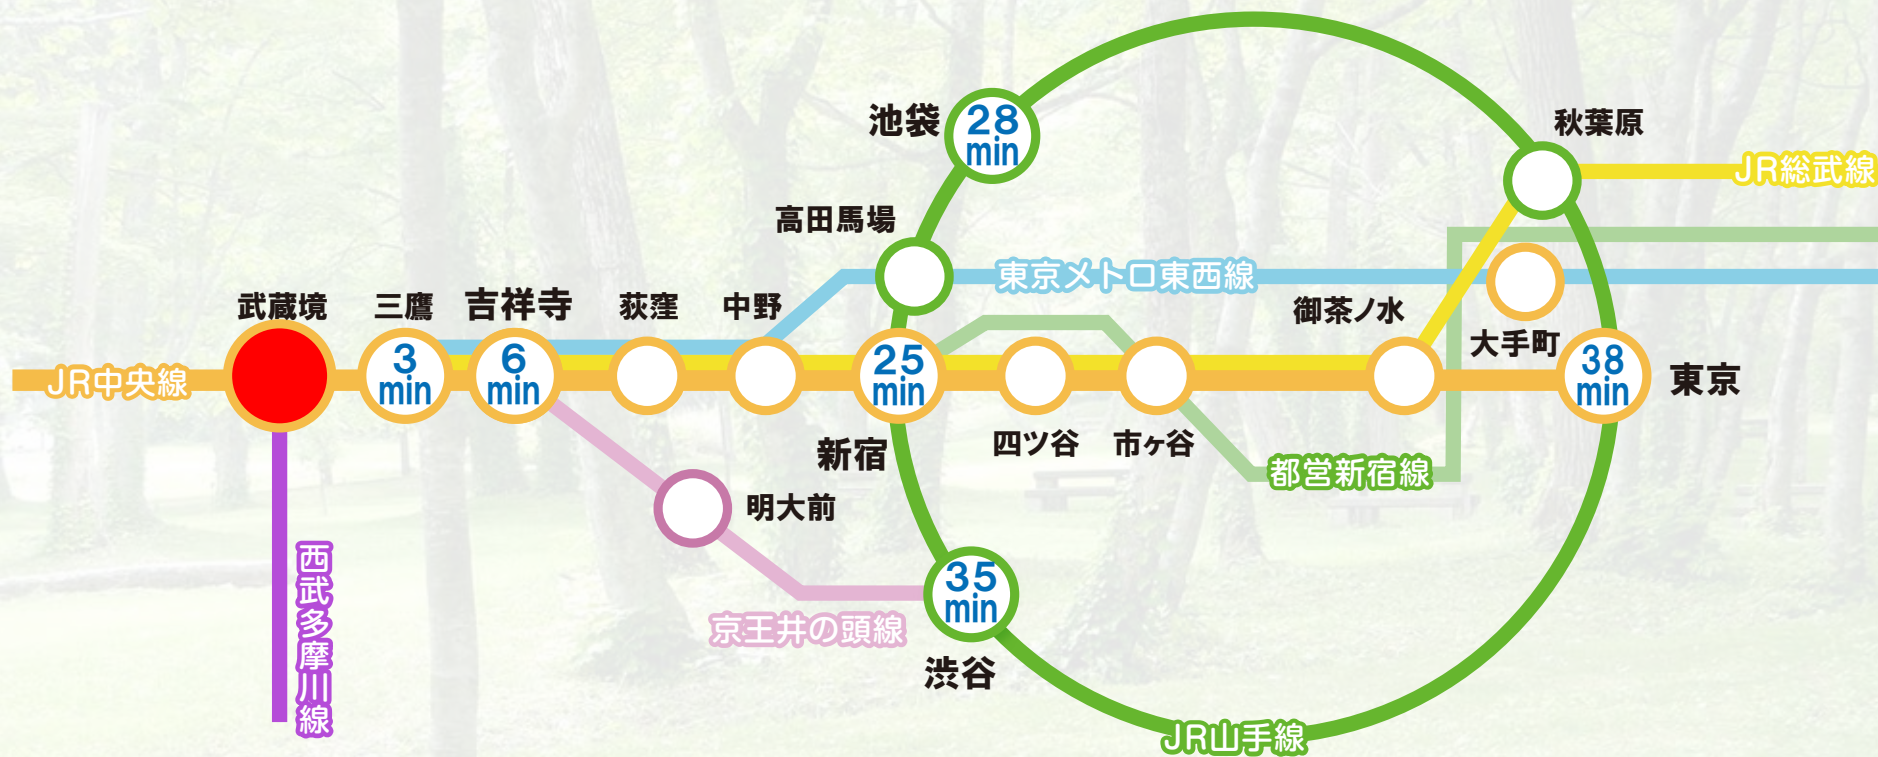 池袋
28
min
秋葉原
JR総武線
高田馬場
東京メトロ東西線
武蔵境
三鷹
吉祥寺
荻窪
中野
御茶ノ水
大手町
JR中央線
3
min
6
min
25
min
38
min
東京
新宿
四ツ谷
市ヶ谷
都営新宿線
明大前
西武多摩川線
京王井の頭線
35
min
渋谷
JR山手線